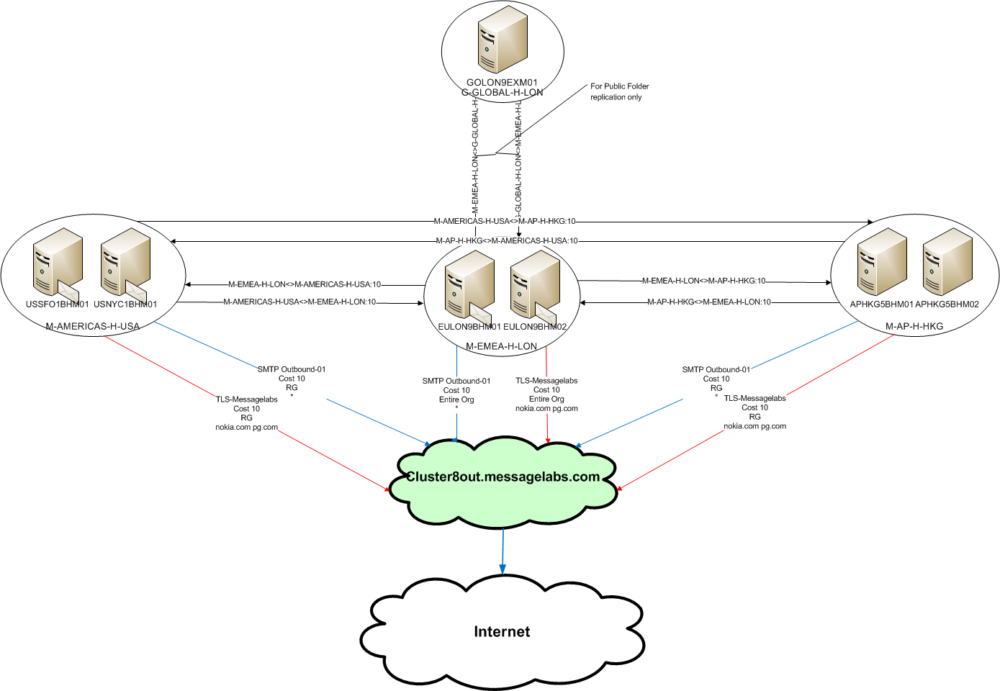 GOLON9EXM01
G-GLOBAL-H-LON
For Public Folder
replication only
M-EMEA-H-LON<>G-GLOBAL-H-
G-GLOBAL-H-LON<>M-EMEA-H-L
M-AMERICAS-H-USA<>M-AP-H-HKG:10
M-AP-H-HKG<>M-AMERICAS-H-USA:10
M-EMEA-H-LON<>M-AMERICAS-H-USA:10
M-AMERICAS-H-USA<>M-EMEA-H-LON:10
M-EMEA-H-LON<>M-AP-H-HKG:10
M-AP-H-HKG<>M-EMEA-H-LON:10
USSFO1BHM01
USNYC1BHM01
M-AMERICAS-H-USA
EULON9BHM01
EULON9BHM02
M-EMEA-H-LON
APHKG5BHM01
APHKG5BHM02
M-AP-H-HKG
SMTP Outbound-01
Cost 10
RG
*
TLS-Messagelabs
Cost 10
RG
nokia.com pg.com
SMTP Outbound-01
Cost 10
Entire Org
*
TLS-Messagelabs
Cost 10
Entire Org
nokia.com pg.com
SMTP Outbound-01
Cost 10
RG
*
TLS-Messagelabs
Cost 10
RG
nokia.com pg.com
Cluster8out.messagelabs.com
Internet